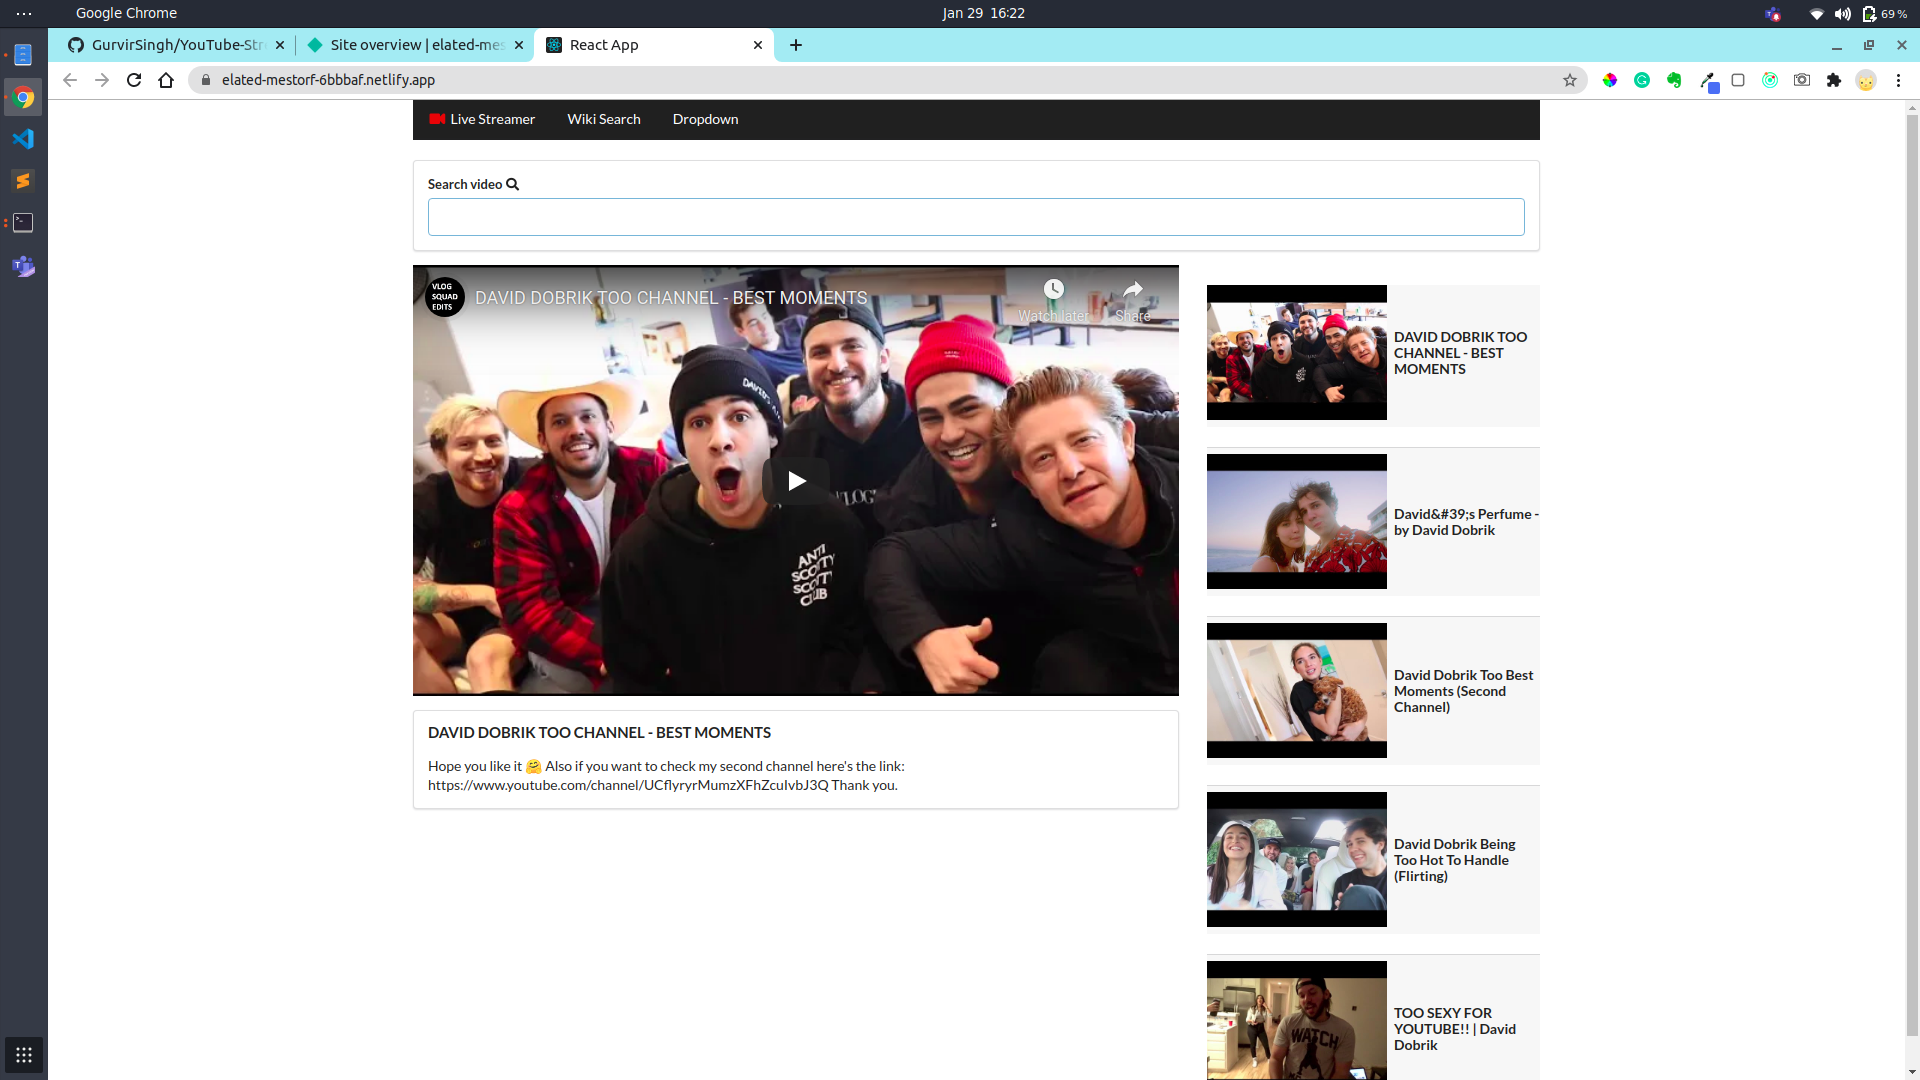 Google Chrome
Jan 29 16:22
69 %
GurvirSingh/YouTube-Str
Site overview | elated-mes
React App
elated-mestorf-6bbbaf.netlify.app
Live Streamer
Wiki Search
Dropdown
Search video
VLOG
SQUAD
EDITS
DAVID DOBRIK TOO CHANNEL - BEST MOMENTS
Watch later
Share
ANTI
SCOTTY
SCOTTY
CLUB
DAVID DOBRIK TOO CHANNEL - BEST MOMENTS
Hope you like it 🤗 Also if you want to check my second channel here's the link:
https://www.youtube.com/channel/UCflyryrMumzXFhZcuIvbJ3Q Thank you.
DAVID DOBRIK TOO
CHANNEL - BEST
MOMENTS
David&#39;s Perfume -
by David Dobrik
David Dobrik Too Best
Moments (Second
Channel)
David Dobrik Being
Too Hot To Handle
(Flirting)
WATCH
TOO SEXY FOR
YOUTUBE!! | David
Dobrik